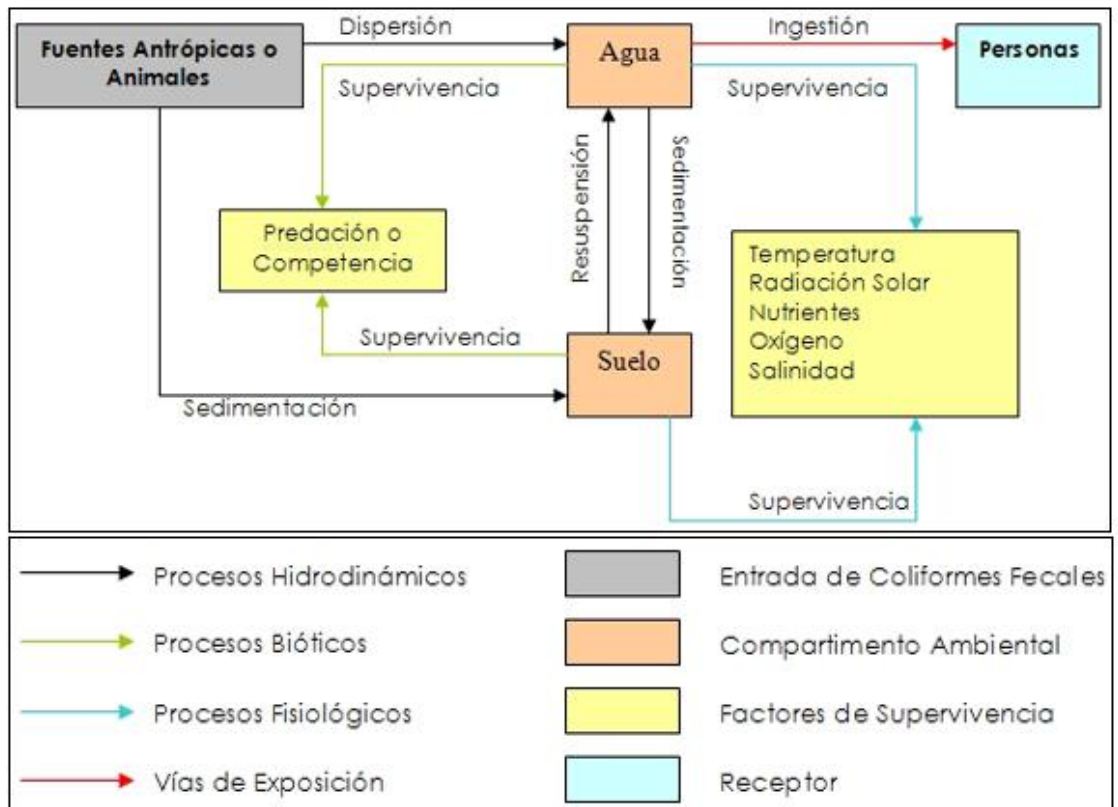 Fuentes Antrópicas o
Animales
Dispersión
Agua
Ingestión
Personas
Supervivencia
Supervivencia
Resuspensión
Sedimentación
Predación o
Competencia
Temperatura
Radiación Solar
Nutrientes
Oxígeno
Salinidad
Supervivencia
Suelo
Sedimentación
Supervivencia
Procesos Hidrodinámicos
Entrada de Coliformes Fecales
Procesos Bióticos
Compartimento Ambiental
Procesos Fisiológicos
Factores de Supervivencia
Vías de Exposición
Receptor